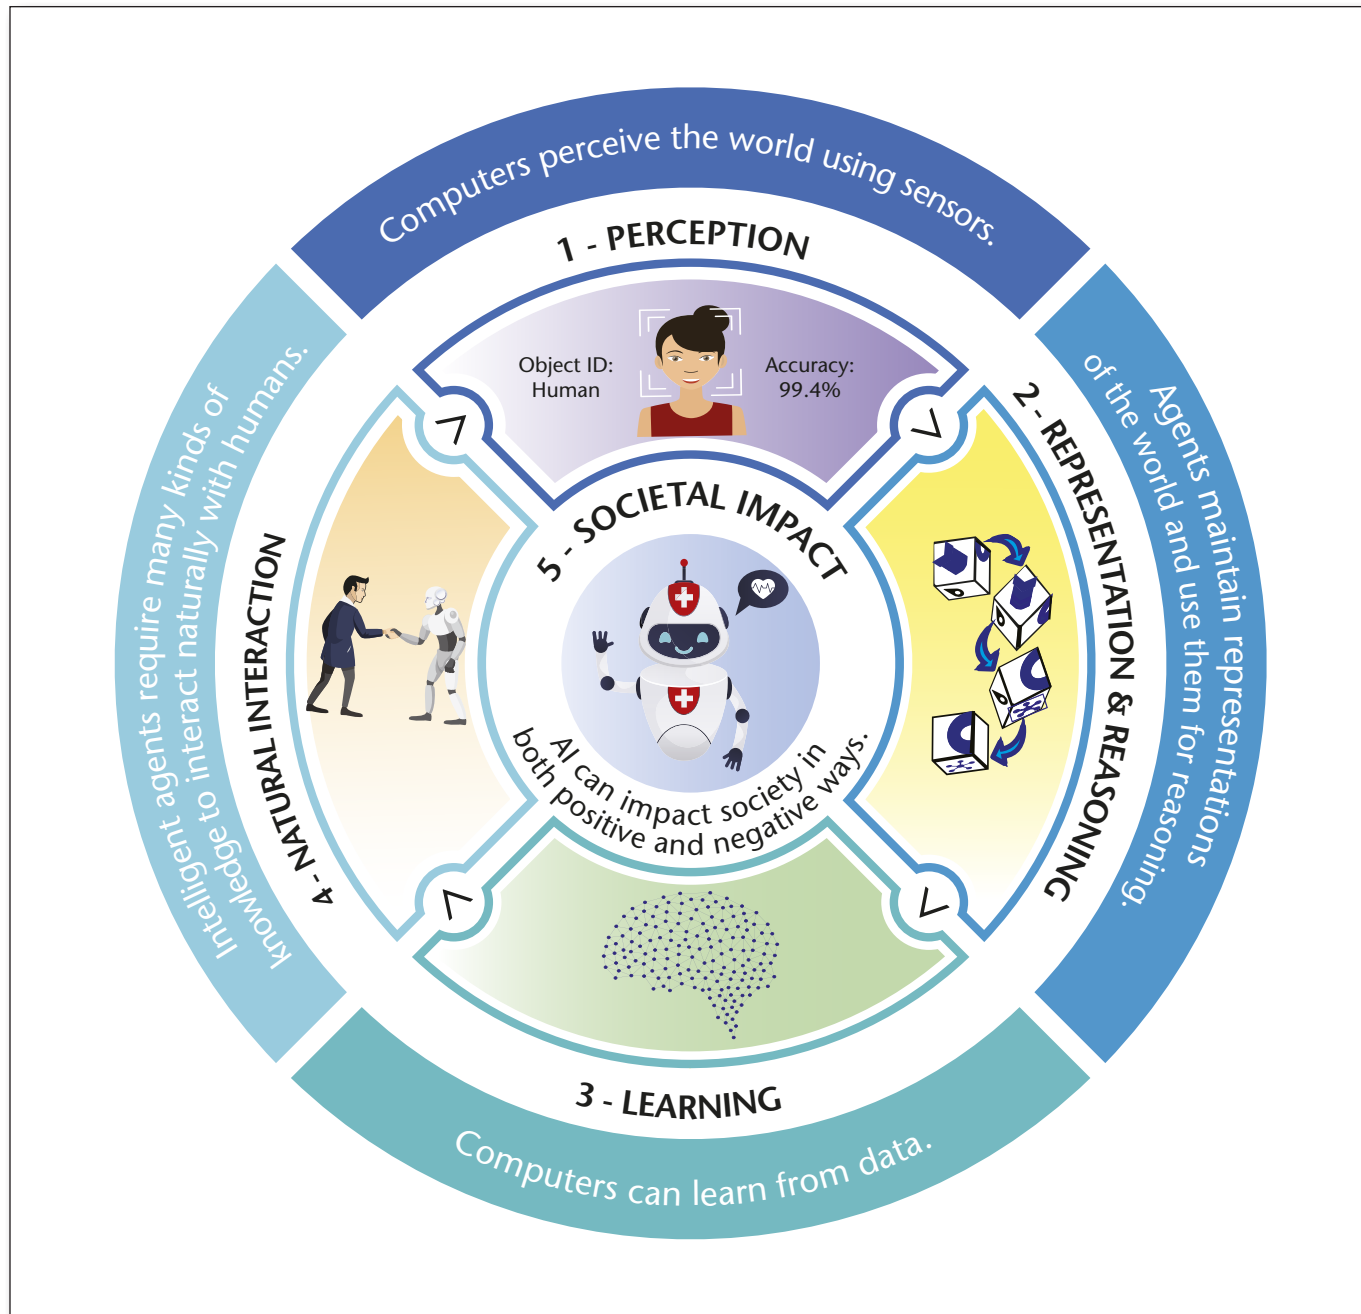 Computers perceive the world using sensors.
1 - PERCEPTION
Object ID:
Human
Accuracy:
99.4%
Agents maintain representations
of the world and use them for reasoning.
2 - REPRESENTATION & REASONING
Computers can learn from data.
3 - LEARNING
Intelligent agents require many kinds of
knowledge to interact naturally with humans.
4 - NATURAL INTERACTION
5 - SOCIETAL IMPACT
AI can impact society in
both positive and negative ways.